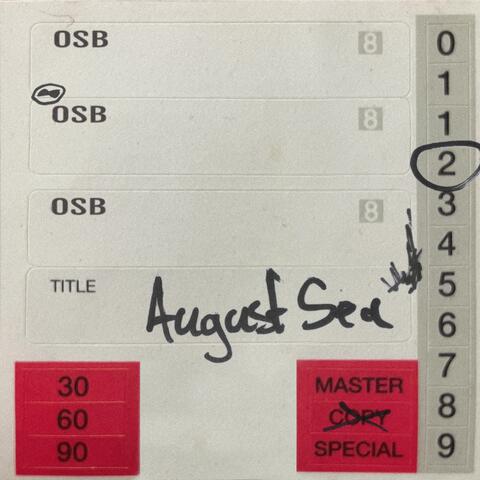 OSB 8
OSB 8
OSB 8
TITLE
August Sea
30
60
90
MASTER
COPY
SPECIAL
0
1
1
2
3
4
5
6
7
8
9